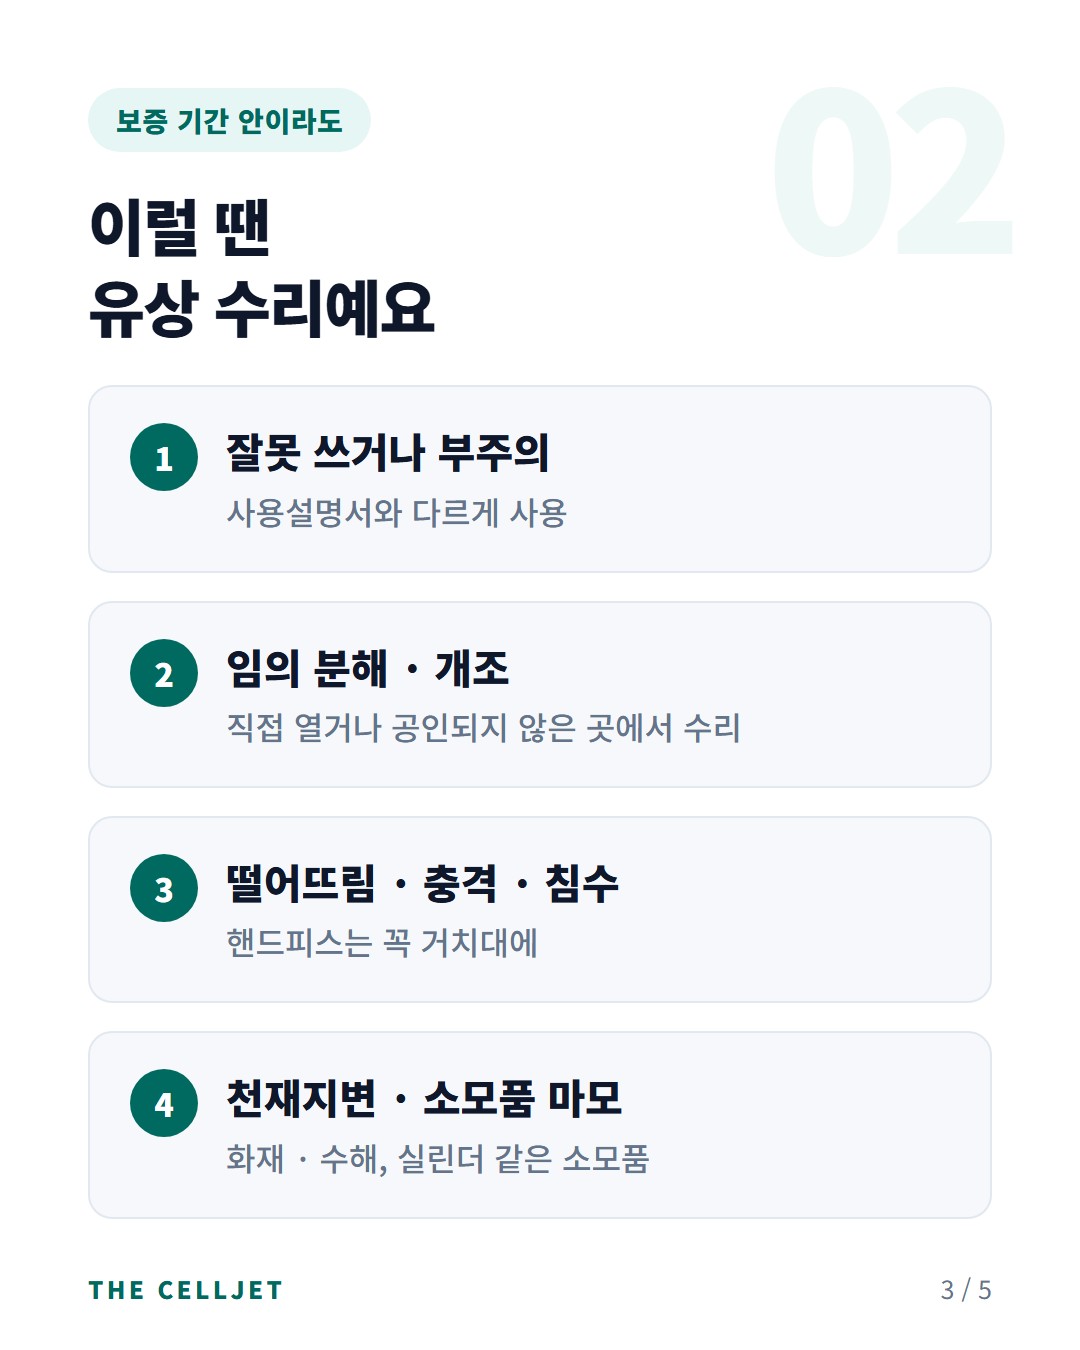 보증 기간 안이라도
02
이럴 땐
유상 수리예요
1
잘못 쓰거나 부주의
사용설명서와 다르게 사용
2
임의 분해 · 개조
직접 열거나 공인되지 않은 곳에서 수리
3
떨어뜨림 · 충격 · 침수
핸드피스는 꼭 거치대에
4
천재지변 · 소모품 마모
화재 · 수해, 실린더 같은 소모품
THE CELLJET
3 / 5